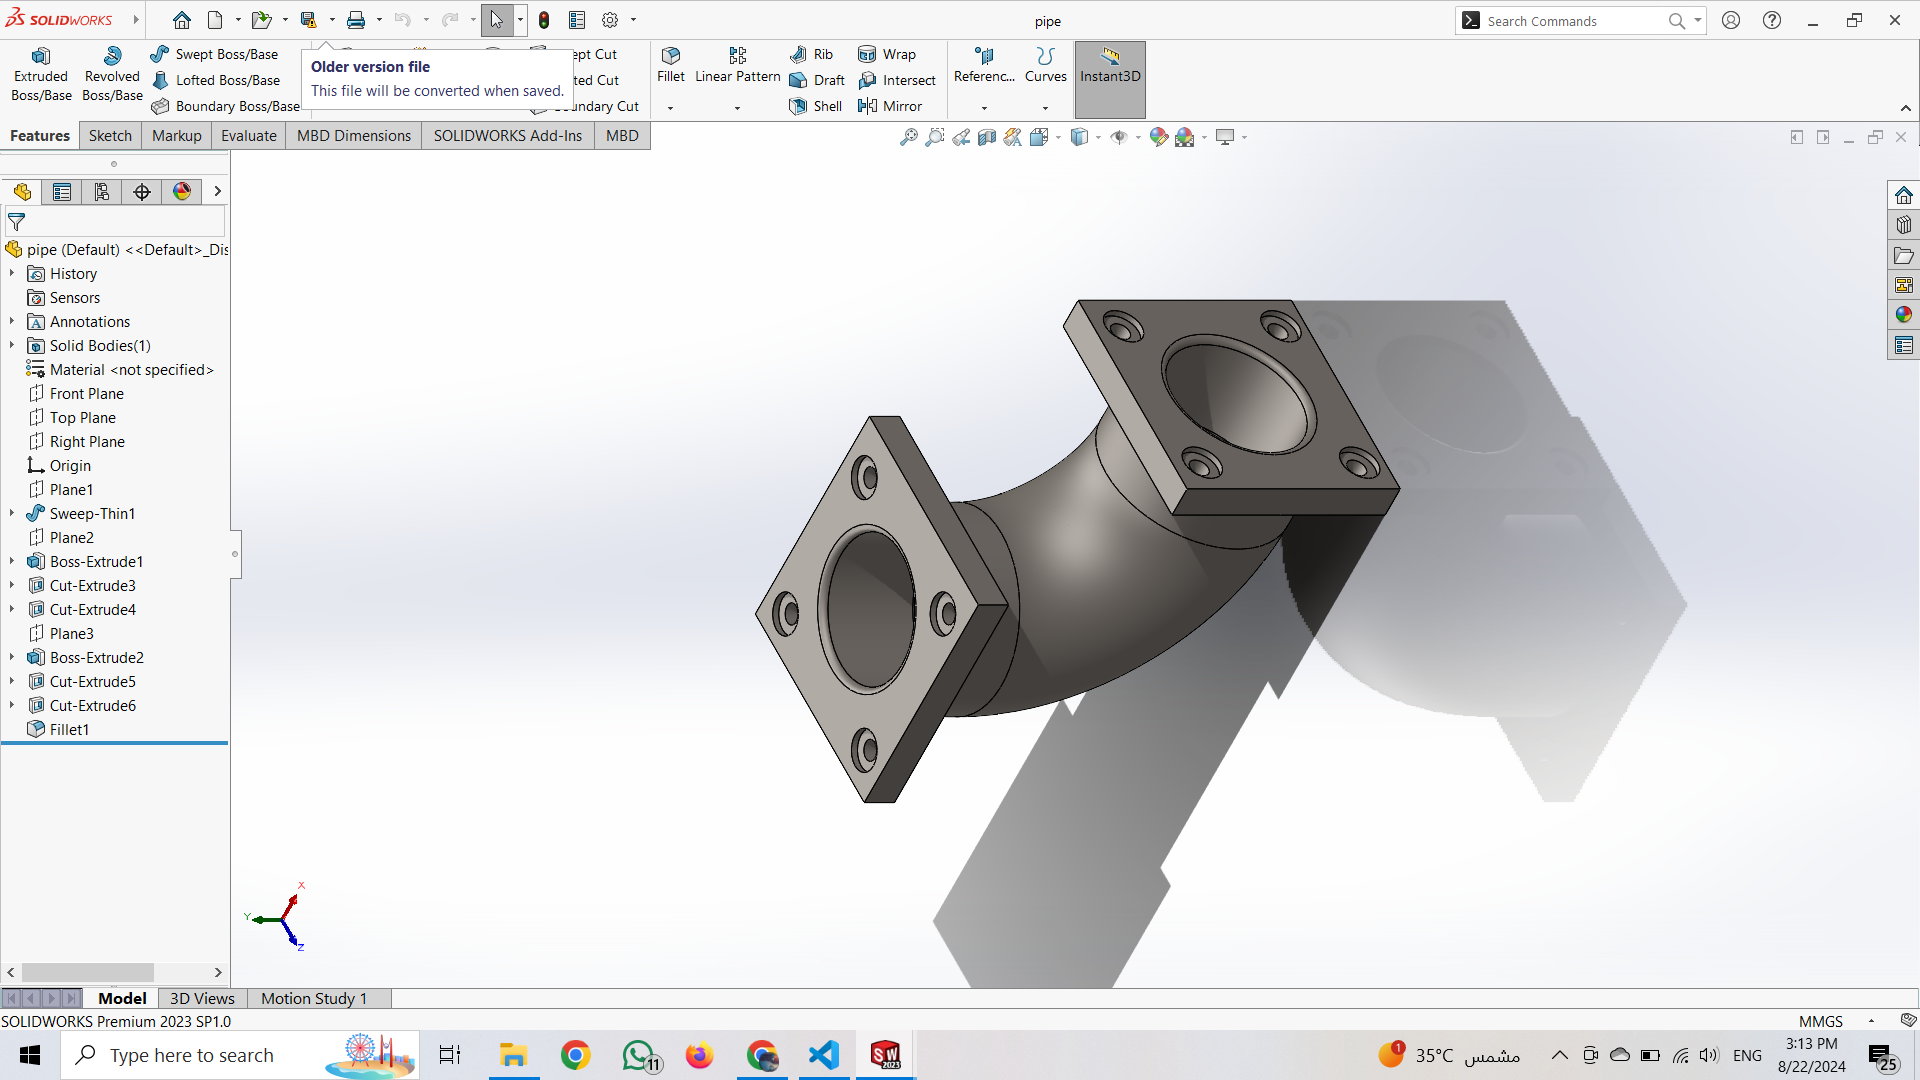 SOLIDWORKS
pipe
Search Commands
Extruded
Boss/Base
Revolved
Boss/Base
Swept Boss/Base
Lofted Boss/Base
Boundary Boss/Base
Older version file
This file will be converted when saved.
ept Cut
ted Cut
undary Cut
Fillet
Linear Pattern
Rib
Draft
Shell
Wrap
Intersect
Mirror
Referenc...
Curves
Instant3D
Features
Sketch
Markup
Evaluate
MBD Dimensions
SOLIDWORKS Add-Ins
MBD
pipe (Default) <<Default>_Dis
History
Sensors
Annotations
Solid Bodies(1)
Material <not specified>
Front Plane
Top Plane
Right Plane
Origin
Plane1
Sweep-Thin1
Plane2
Boss-Extrude1
Cut-Extrude3
Cut-Extrude4
Plane3
Boss-Extrude2
Cut-Extrude5
Cut-Extrude6
Fillet1
X
Y
Z
Model
3D Views
Motion Study 1
SOLIDWORKS Premium 2023 SP1.0
MMGS
Type here to search
11
SW
2023
1
35°C مشمس
ENG
3:13 PM
8/22/2024
25